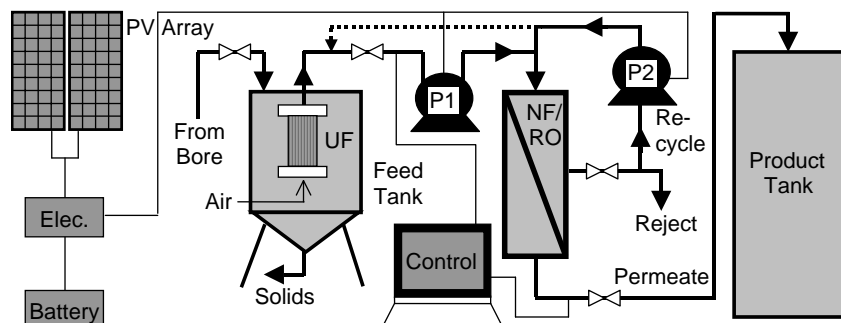 PV Array
From
Bore
UF
Air
Feed
Tank
Solids
Elec.
Battery
P1
NF/
RO
P2
Re-
cycle
Reject
Control
Permeate
Product
Tank